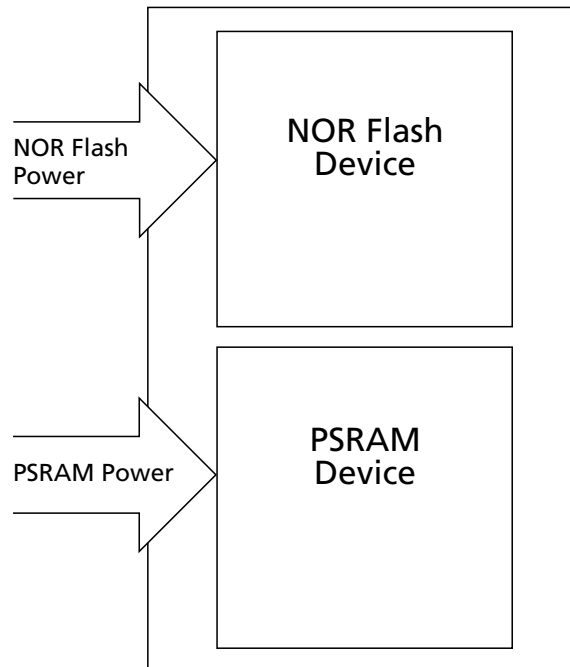 NOR Flash
Power
NOR Flash
Device
PSRAM Power
PSRAM
Device